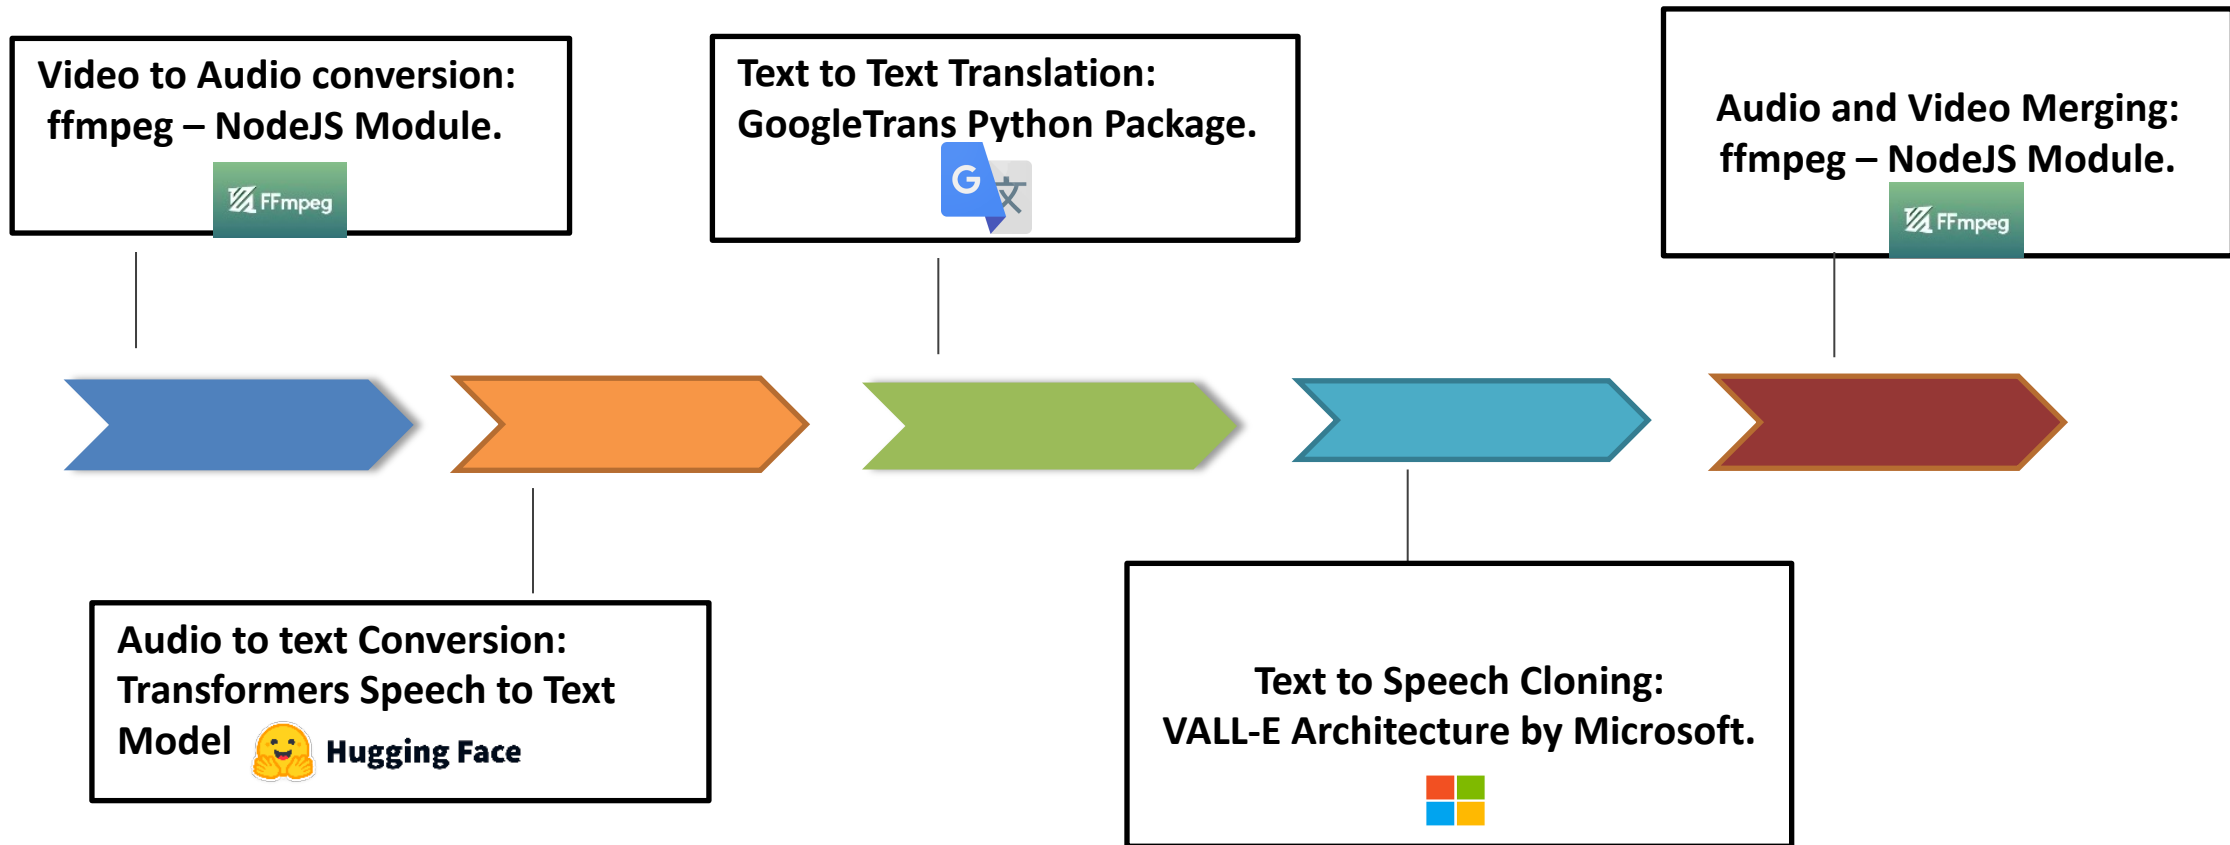 Video to Audio conversion:
ffmpeg – NodeJS Module.
FFmpeg
Audio to text Conversion:
Transformers Speech to Text
Model
Hugging Face
Text to Text Translation:
GoogleTrans Python Package.
G
文
Text to Speech Cloning:
VALL-E Architecture by Microsoft.
Audio and Video Merging:
ffmpeg – NodeJS Module.
FFmpeg